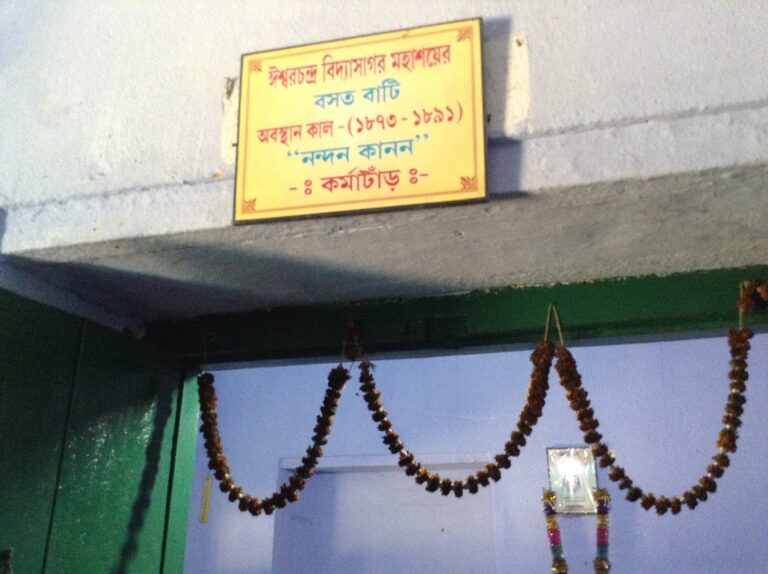 ঈশ্বরচন্দ্র বিদ্যাসাগর মহাশয়ের
বসত বাটি
অবস্থান কাল - (১৮৭৩ - ১৮৯১)
“নন্দন কানন”
-ঃ কর্মাটাঁড় ঃ-